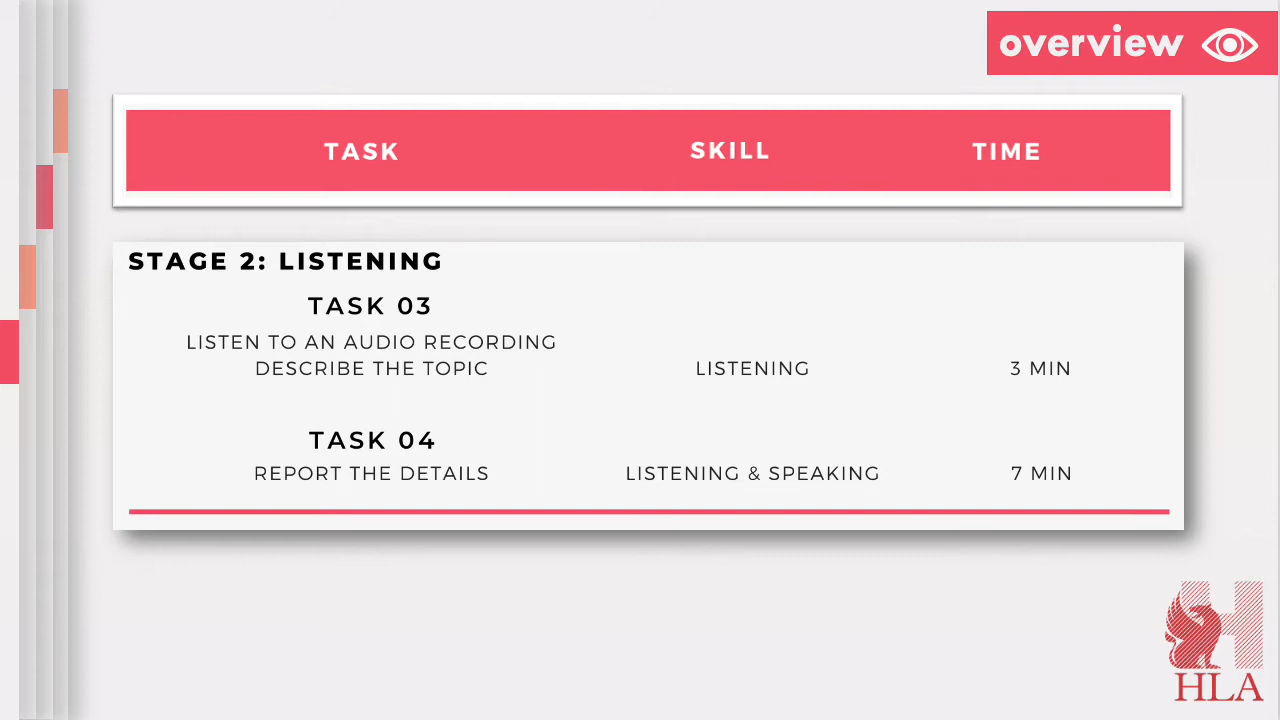 overview
TASK SKILL TIME
STAGE 2: LISTENING
TASK 03
LISTEN TO AN AUDIO RECORDING
DESCRIBE THE TOPIC LISTENING 3 MIN
TASK 04
REPORT THE DETAILS LISTENING & SPEAKING 7 MIN
H
HLA